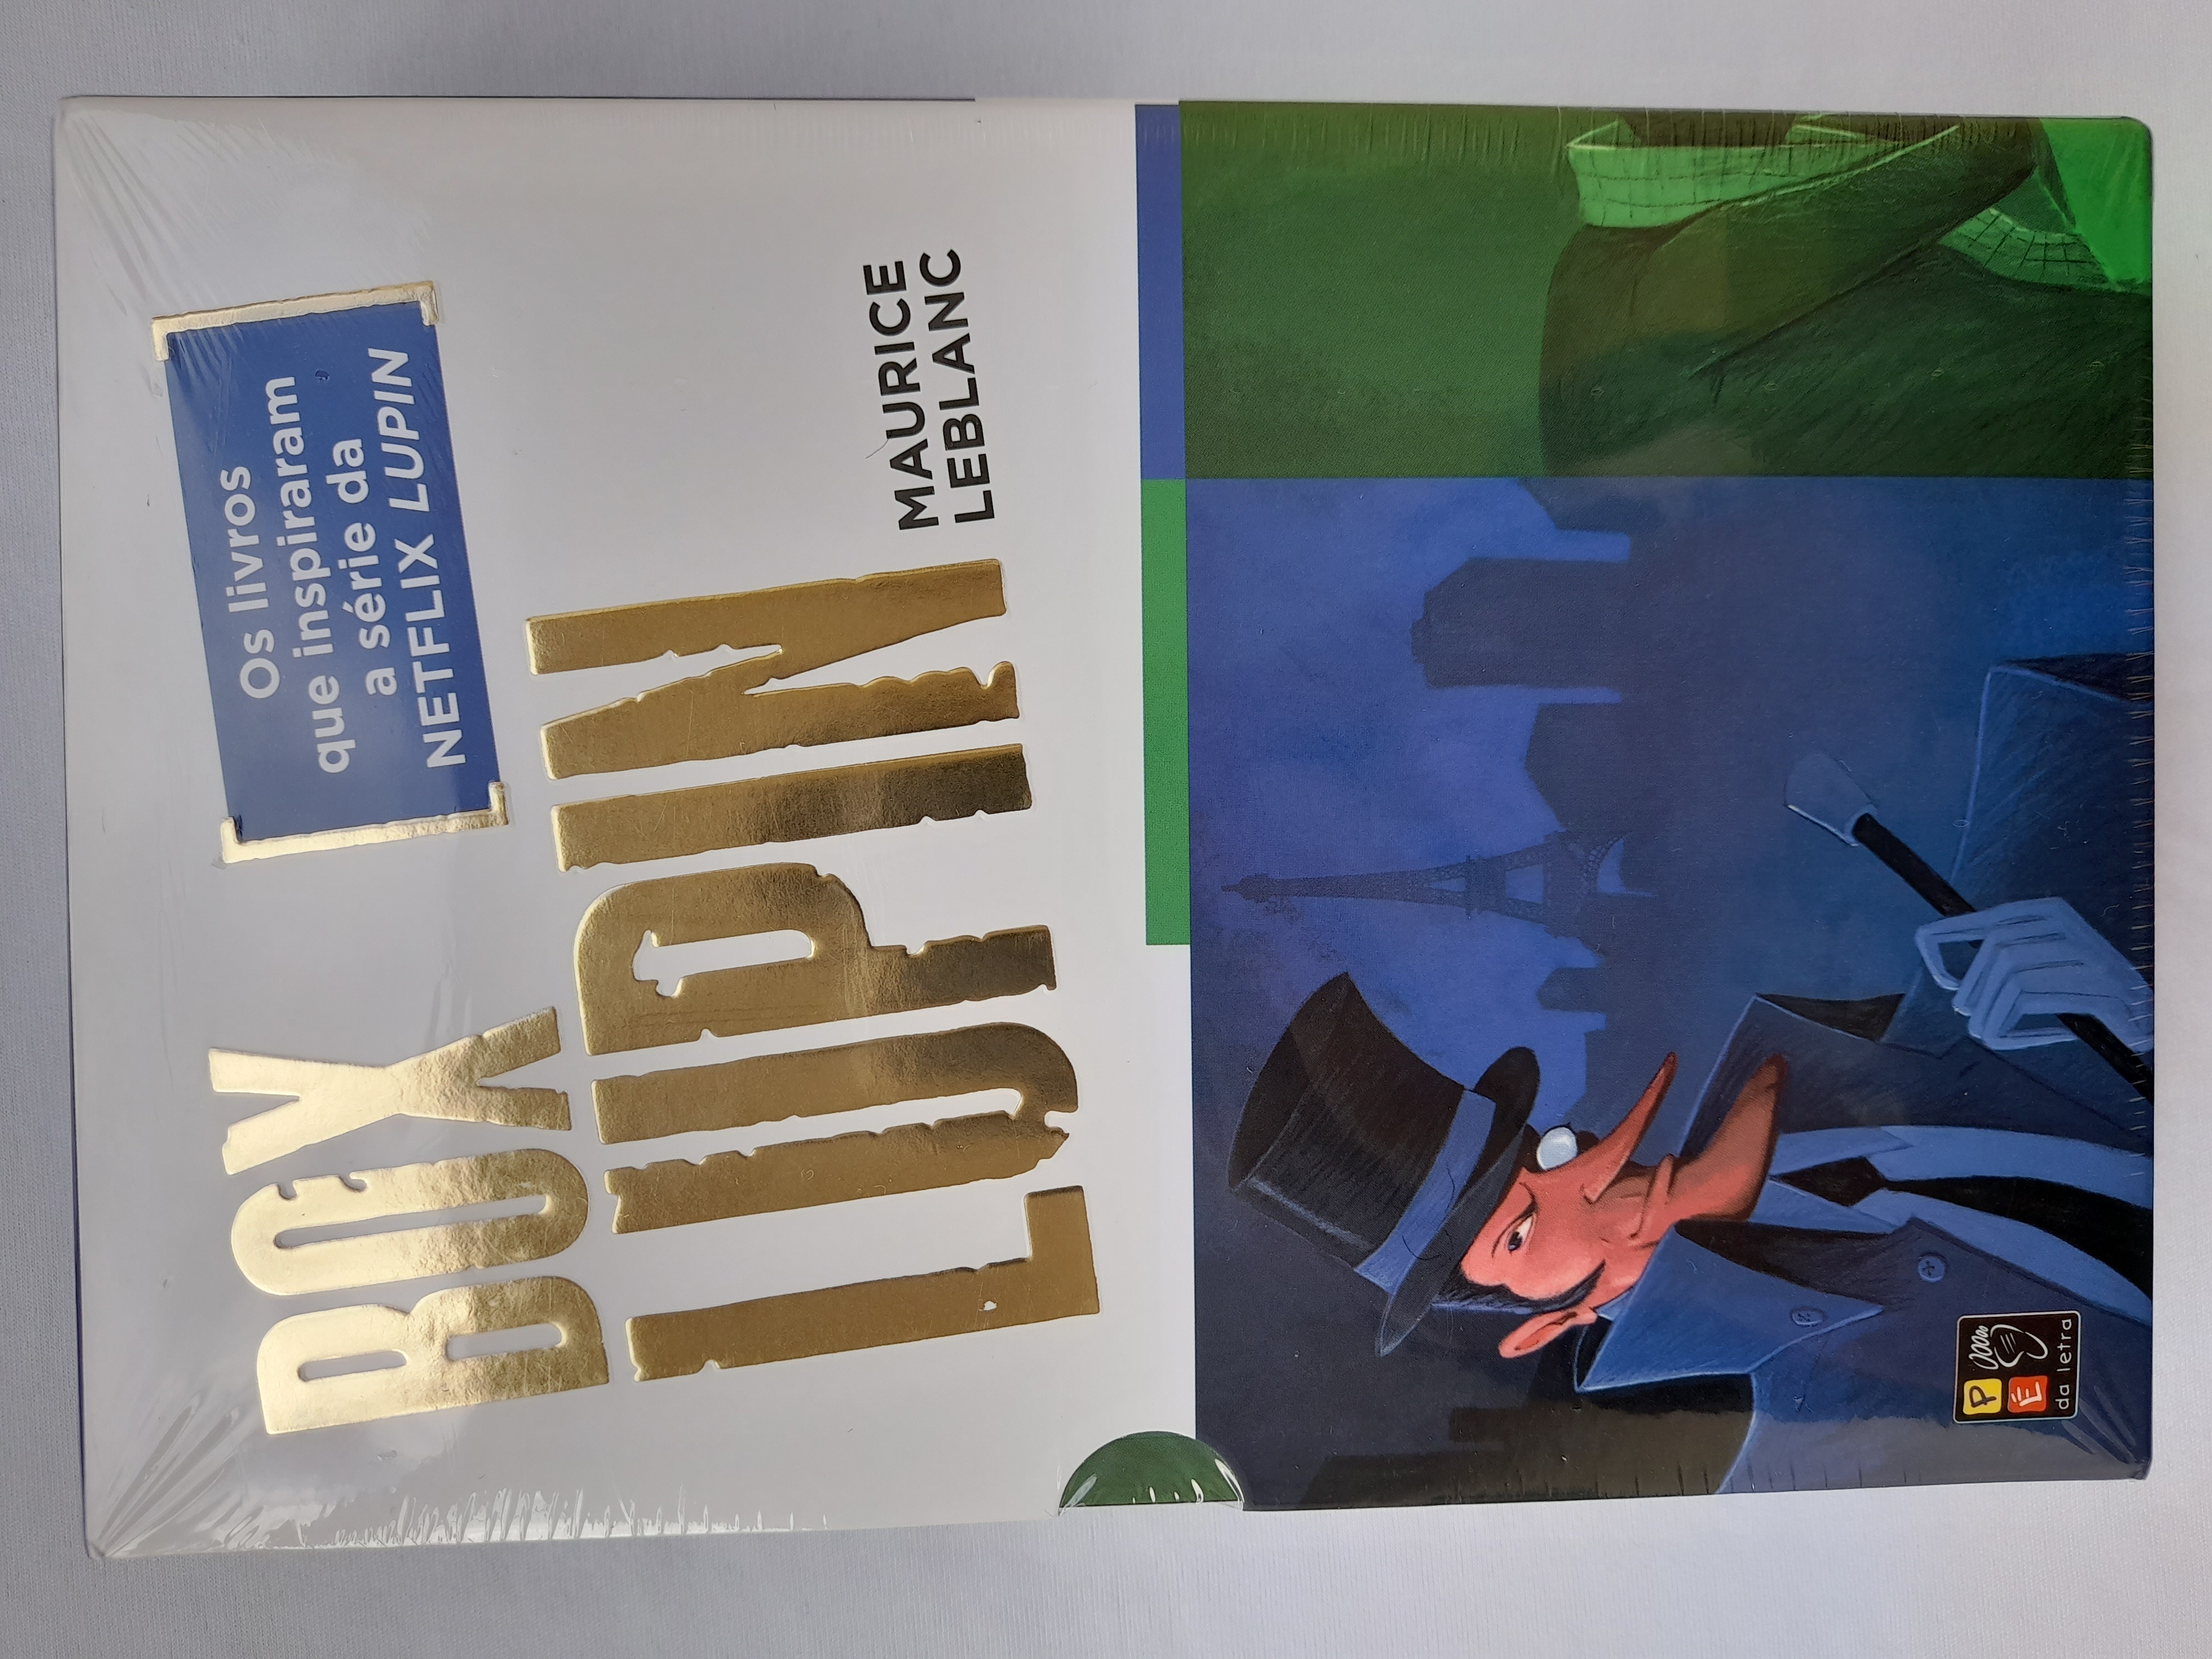 BOX
LUPIN
Os livros
que inspiraram
a série da
NETFLIX LUPIN
MAURICE
LEBLANC
P
É
da letra